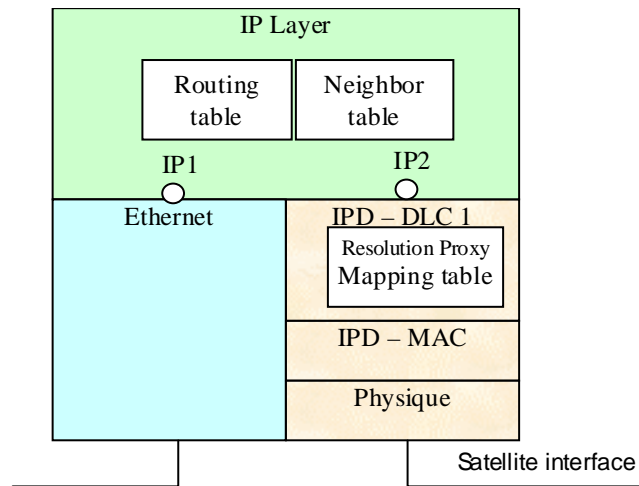 IP Layer
Routing
table
Neighbor
table
IP1
IP2
Ethernet
IPD – DLC 1
Resolution Proxy
Mapping table
IPD – MAC
Physique
Satellite interface